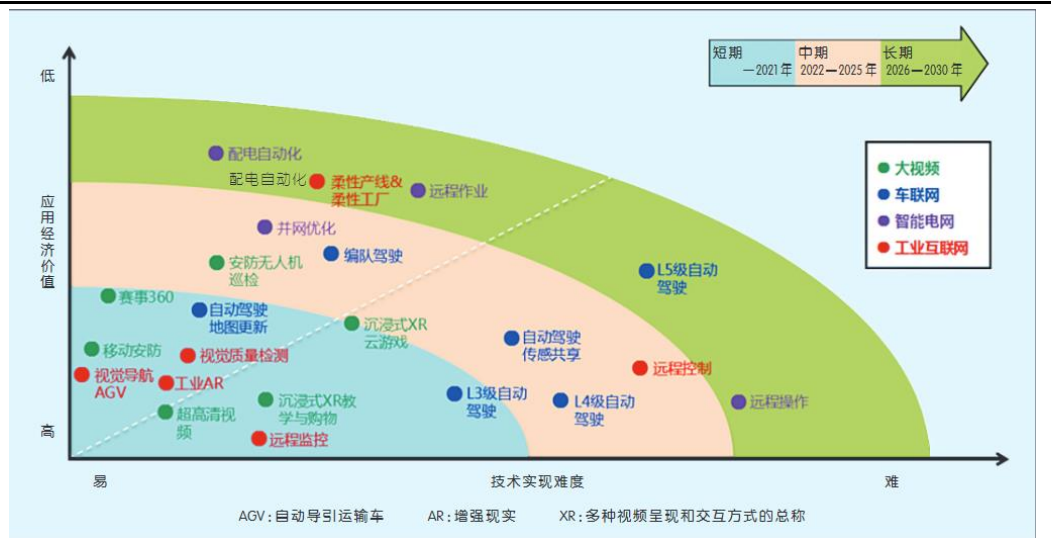 低
应用经济价值
高
短期
—2021年
中期
2022—2025年
长期
2026—2030年
大视频
车联网
智能电网
工业互联网
配电自动化
配电自动化
柔性产线&
柔性工厂
远程作业
并网优化
编队驾驶
安防无人机
巡检
L5级自动
驾驶
赛事360
自动驾驶
地图更新
沉浸式XR
云游戏
自动驾驶
传感共享
移动安防
视觉质量检测
远程控制
视觉导航
AGV
工业AR
超高清视
频
沉浸式XR教
学与购物
L3级自动
驾驶
L4级自动
驾驶
远程操作
远程监控
易
技术实现难度
难
AGV:自动导引运输车
AR:增强现实
XR:多种视频呈现和交互方式的总称